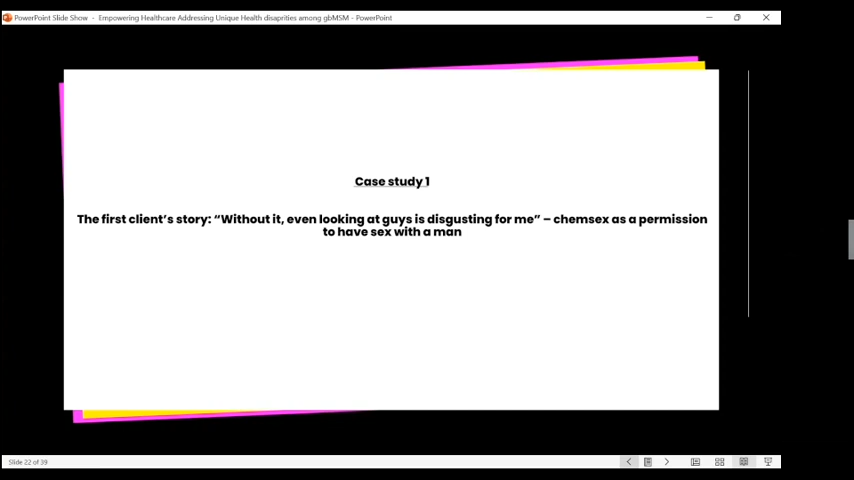 PowerPoint Slide Show - Empowering Healthcare Addressing Unique Health disaprities among gbMSM - PowerPoint
Case study 1
The first client's story: “Without it, even looking at guys is disgusting for me” – chemsex as a permission
to have sex with a man
Slide 22 of 39